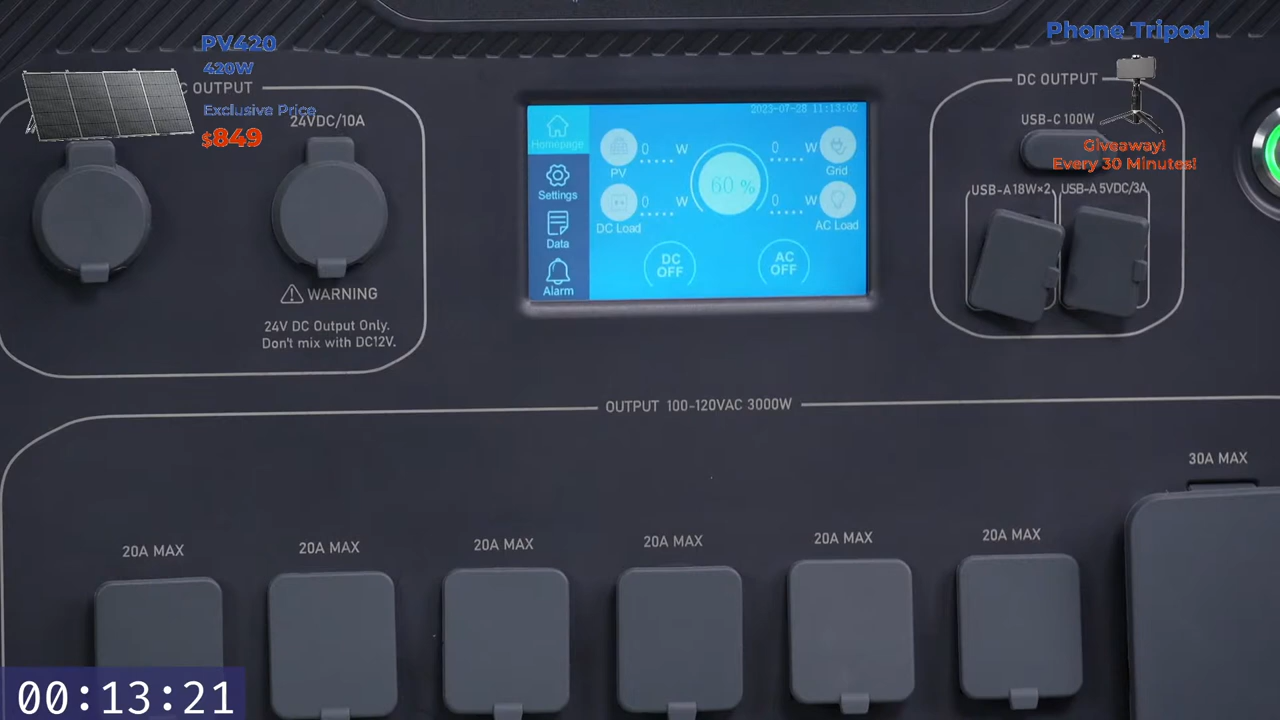 PV420
420W
Exclusive Price
$849
Phone Tripod
Giveaway!
Every 30 Minutes!
C OUTPUT
24VDC/10A
WARNING
24V DC Output Only.
Don't mix with DC12V.
2023-07-28 11:13:02
Homepage
Settings
Data
Alarm
0 W
PV
0 W
DC Load
60 %
0 W
Grid
0 W
AC Load
DC
OFF
AC
OFF
DC OUTPUT
USB-C 100W
USB-A 18W×2
USB-A 5VDC/3A
OUTPUT 100-120VAC 3000W
20A MAX
20A MAX
20A MAX
20A MAX
20A MAX
20A MAX
30A MAX
00:13:21